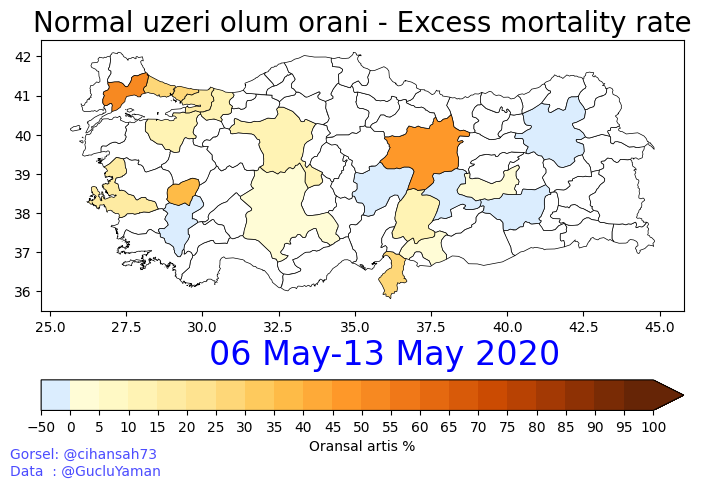 Normal uzeri olum orani - Excess mortality rate
42
41
40
39
38
37
36
25.0 27.5 30.0 32.5 35.0 37.5 40.0 42.5 45.0
06 May-13 May 2020
−50 0 5 10 15 20 25 30 35 40 45 50 55 60 65 70 75 80 85 90 95 100
Oransal artis %
Gorsel: @cihansah73
Data  : @GucluYaman